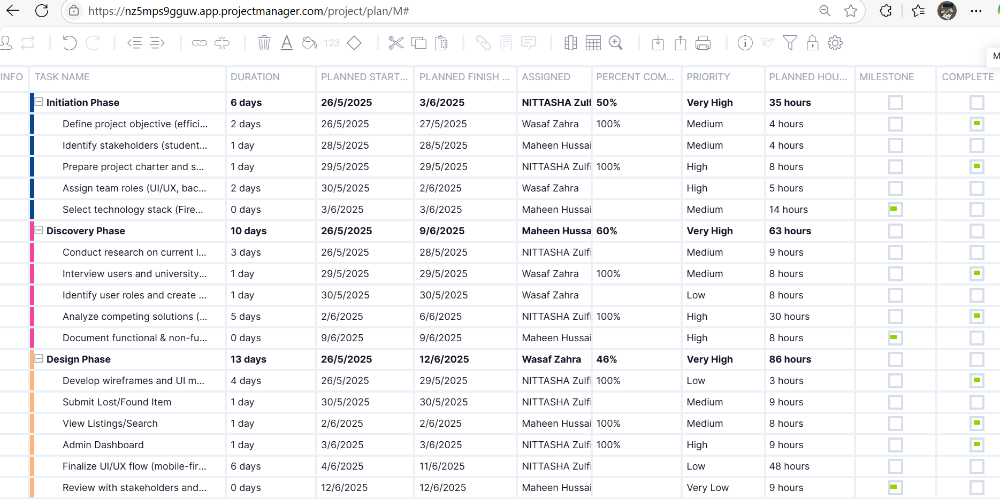 https://nz5mps9gguw.app.projectmanager.com/project/plan/M#
123
M
INFO TASK NAME DURATION PLANNED START... PLANNED FINISH ... ASSIGNED PERCENT COM... PRIORITY PLANNED HOU... MILESTONE COMPLETE
Initiation Phase 6 days 26/5/2025 3/6/2025 NITTASHA Zulf 50% Very High 35 hours
Define project objective (effici... 2 days 26/5/2025 27/5/2025 Wasaf Zahra 100% Medium 4 hours
Identify stakeholders (student... 1 day 28/5/2025 28/5/2025 Maheen Hussai Medium 4 hours
Prepare project charter and s... 1 day 29/5/2025 29/5/2025 NITTASHA Zulfi 100% High 8 hours
Assign team roles (UI/UX, bac... 2 days 30/5/2025 2/6/2025 Wasaf Zahra High 5 hours
Select technology stack (Fire... 0 days 3/6/2025 3/6/2025 Maheen Hussai Medium 14 hours
Discovery Phase 10 days 26/5/2025 9/6/2025 Maheen Hussa 60% Very High 63 hours
Conduct research on current l... 3 days 26/5/2025 28/5/2025 NITTASHA Zulfi Medium 9 hours
Interview users and university... 1 day 29/5/2025 29/5/2025 Wasaf Zahra 100% Medium 8 hours
Identify user roles and create ... 1 day 30/5/2025 30/5/2025 Wasaf Zahra Low 8 hours
Analyze competing solutions (... 5 days 2/6/2025 6/6/2025 NITTASHA Zulfi 100% High 30 hours
Document functional & non-fu... 0 days 9/6/2025 9/6/2025 Maheen Hussai High 8 hours
Design Phase 13 days 26/5/2025 12/6/2025 Wasaf Zahra 46% Very High 86 hours
Develop wireframes and UI m... 4 days 26/5/2025 29/5/2025 NITTASHA Zulfi 100% Low 3 hours
Submit Lost/Found Item 1 day 30/5/2025 30/5/2025 NITTASHA Zulfi Medium 9 hours
View Listings/Search 1 day 2/6/2025 2/6/2025 Maheen Hussai 100% Medium 8 hours
Admin Dashboard 1 day 3/6/2025 3/6/2025 NITTASHA Zulfi 100% High 9 hours
Finalize UI/UX flow (mobile-fir... 6 days 4/6/2025 11/6/2025 NITTASHA Zulfi Low 48 hours
Review with stakeholders and... 0 days 12/6/2025 12/6/2025 Maheen Hussai Very Low 9 hours